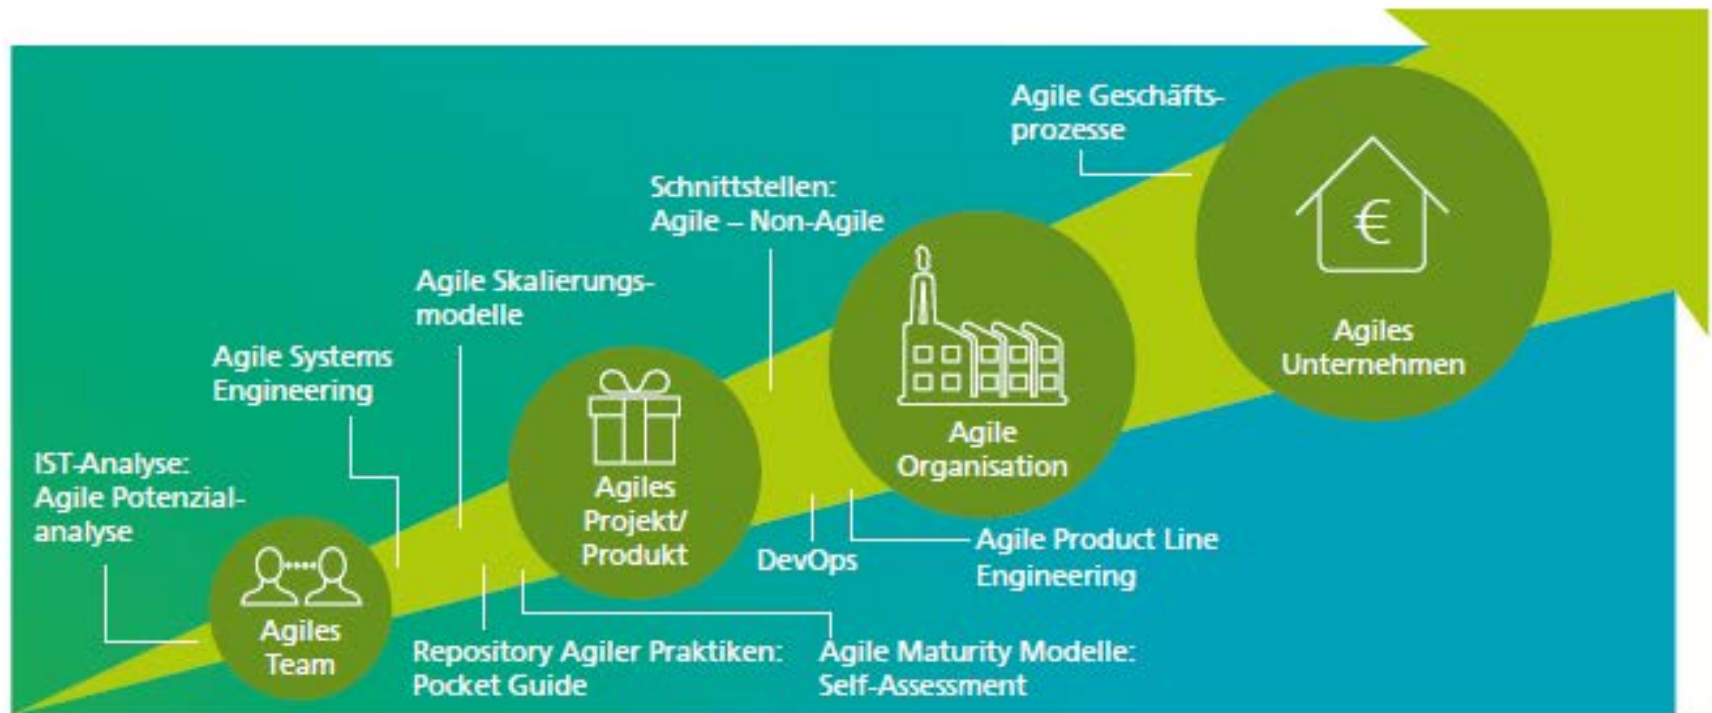 IST-Analyse:
Agile Potenzial-
analyse
Agiles
Team
Agile Systems
Engineering
Agile Skalierungs-
modelle
Repository Agiler Praktiken:
Pocket Guide
Agile Maturity Modelle:
Self-Assessment
Agiles
Projekt/
Produkt
Schnittstellen:
Agile – Non-Agile
DevOps
Agile Product Line
Engineering
Agile
Organisation
Agile Geschäfts-
prozesse
€
Agiles
Unternehmen